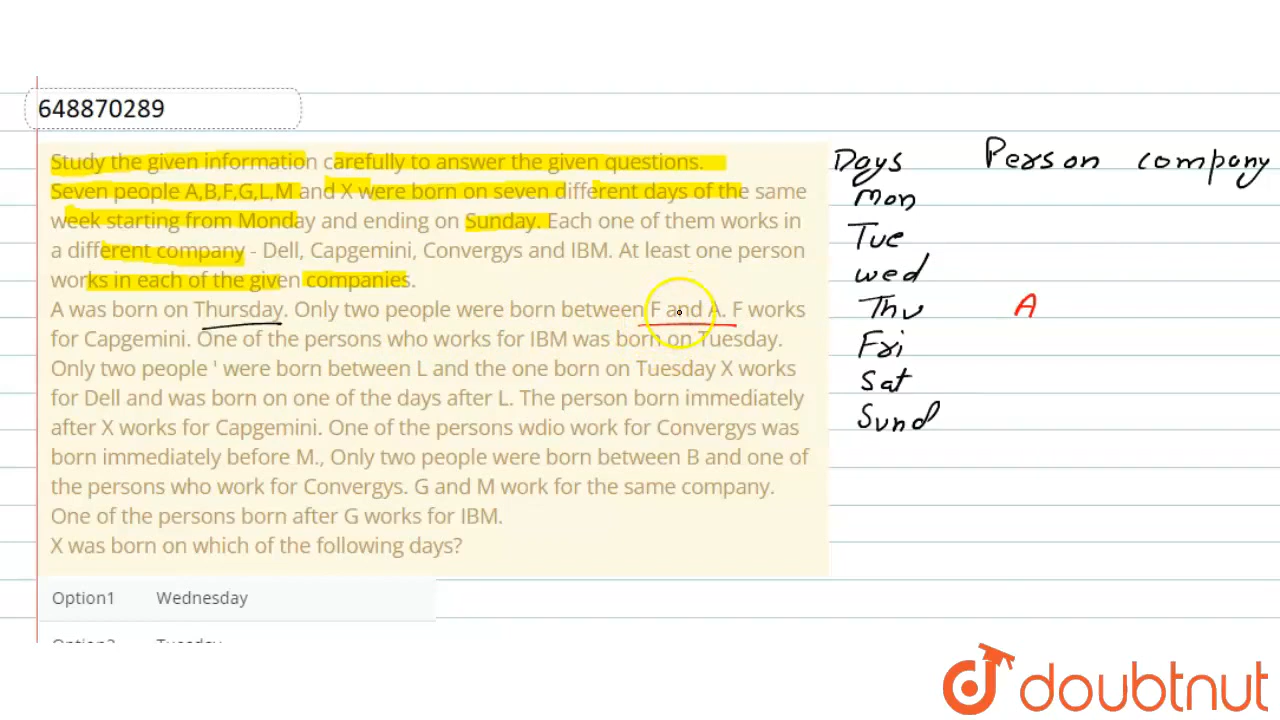 648870289
Study the given information carefully to answer the given questions.
Seven people A,B,F,G,L,M and X were born on seven different days of the same
week starting from Monday and ending on Sunday. Each one of them works in
a different company - Dell, Capgemini, Convergys and IBM. At least one person
works in each of the given companies.
A was born on Thursday. Only two people were born between F and A. F works
for Capgemini. One of the persons who works for IBM was born on Tuesday.
Only two people ' were born between L and the one born on Tuesday X works
for Dell and was born on one of the days after L. The person born immediately
after X works for Capgemini. One of the persons wdio work for Convergys was
born immediately before M., Only two people were born between B and one of
the persons who work for Convergys. G and M work for the same company.
One of the persons born after G works for IBM.
X was born on which of the following days?
Option1 Wednesday
Days Person company
Mon
Tue
wed
Thu A
Fri
Sat
Sund
doubtnut